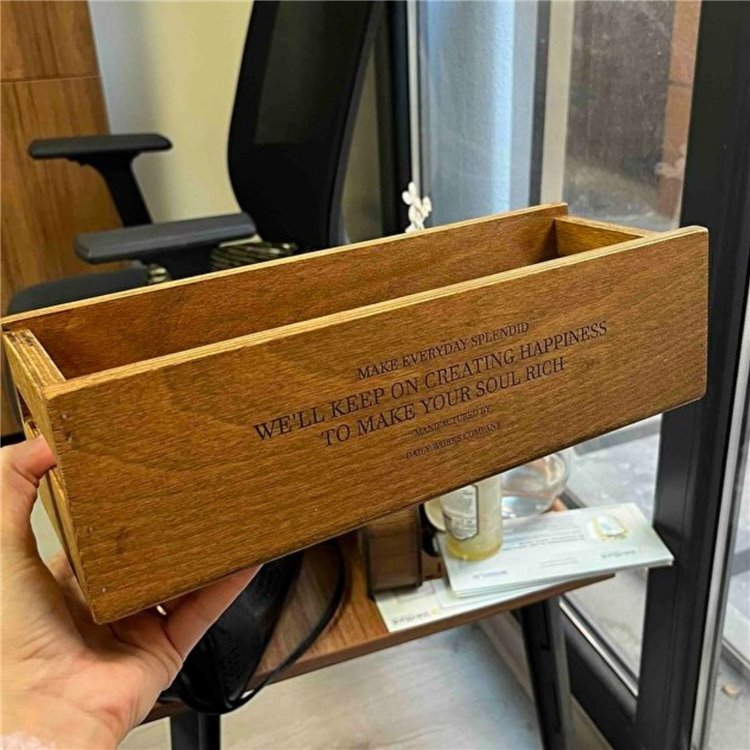 MAKE EVERYDAY SPLENDID
WE'LL KEEP ON CREATING HAPPINESS
TO MAKE YOUR SOUL RICH
MANUFACTURED BY
DAILY WORKS COMPANY